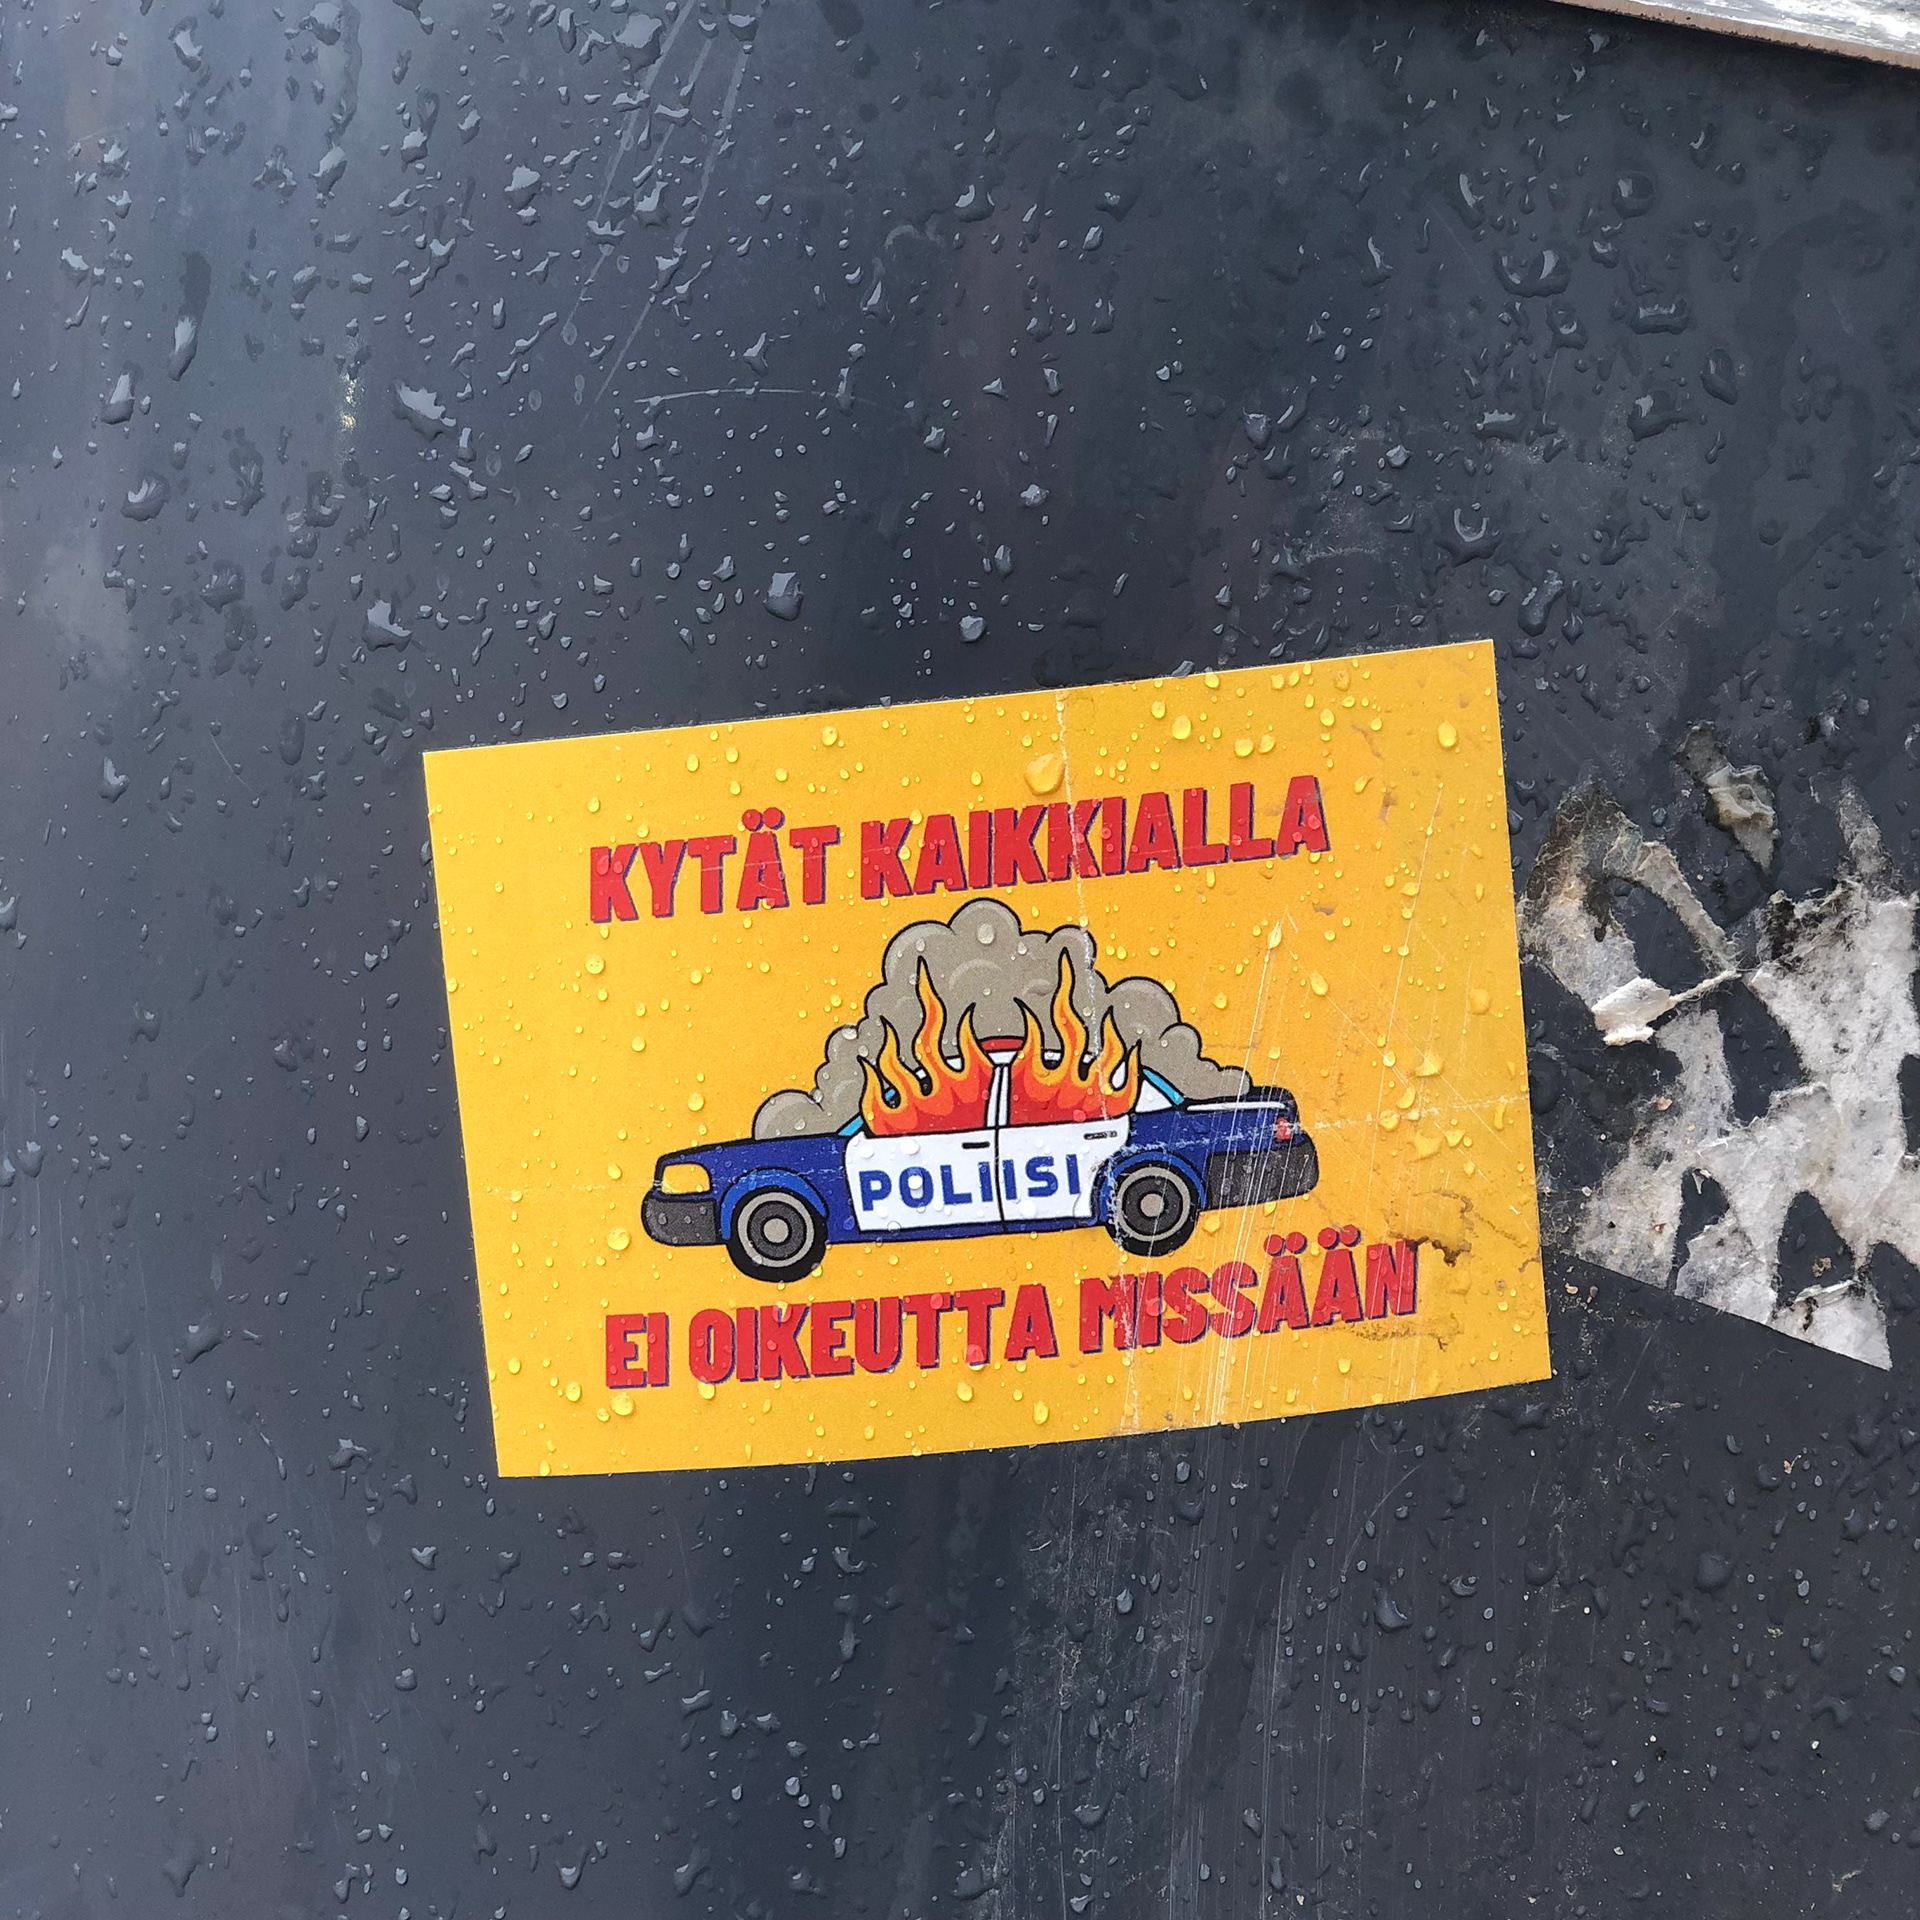 KYTÄT KAIKKIALLA
POLIISI
EI OIKEUTTA MISSÄÄN